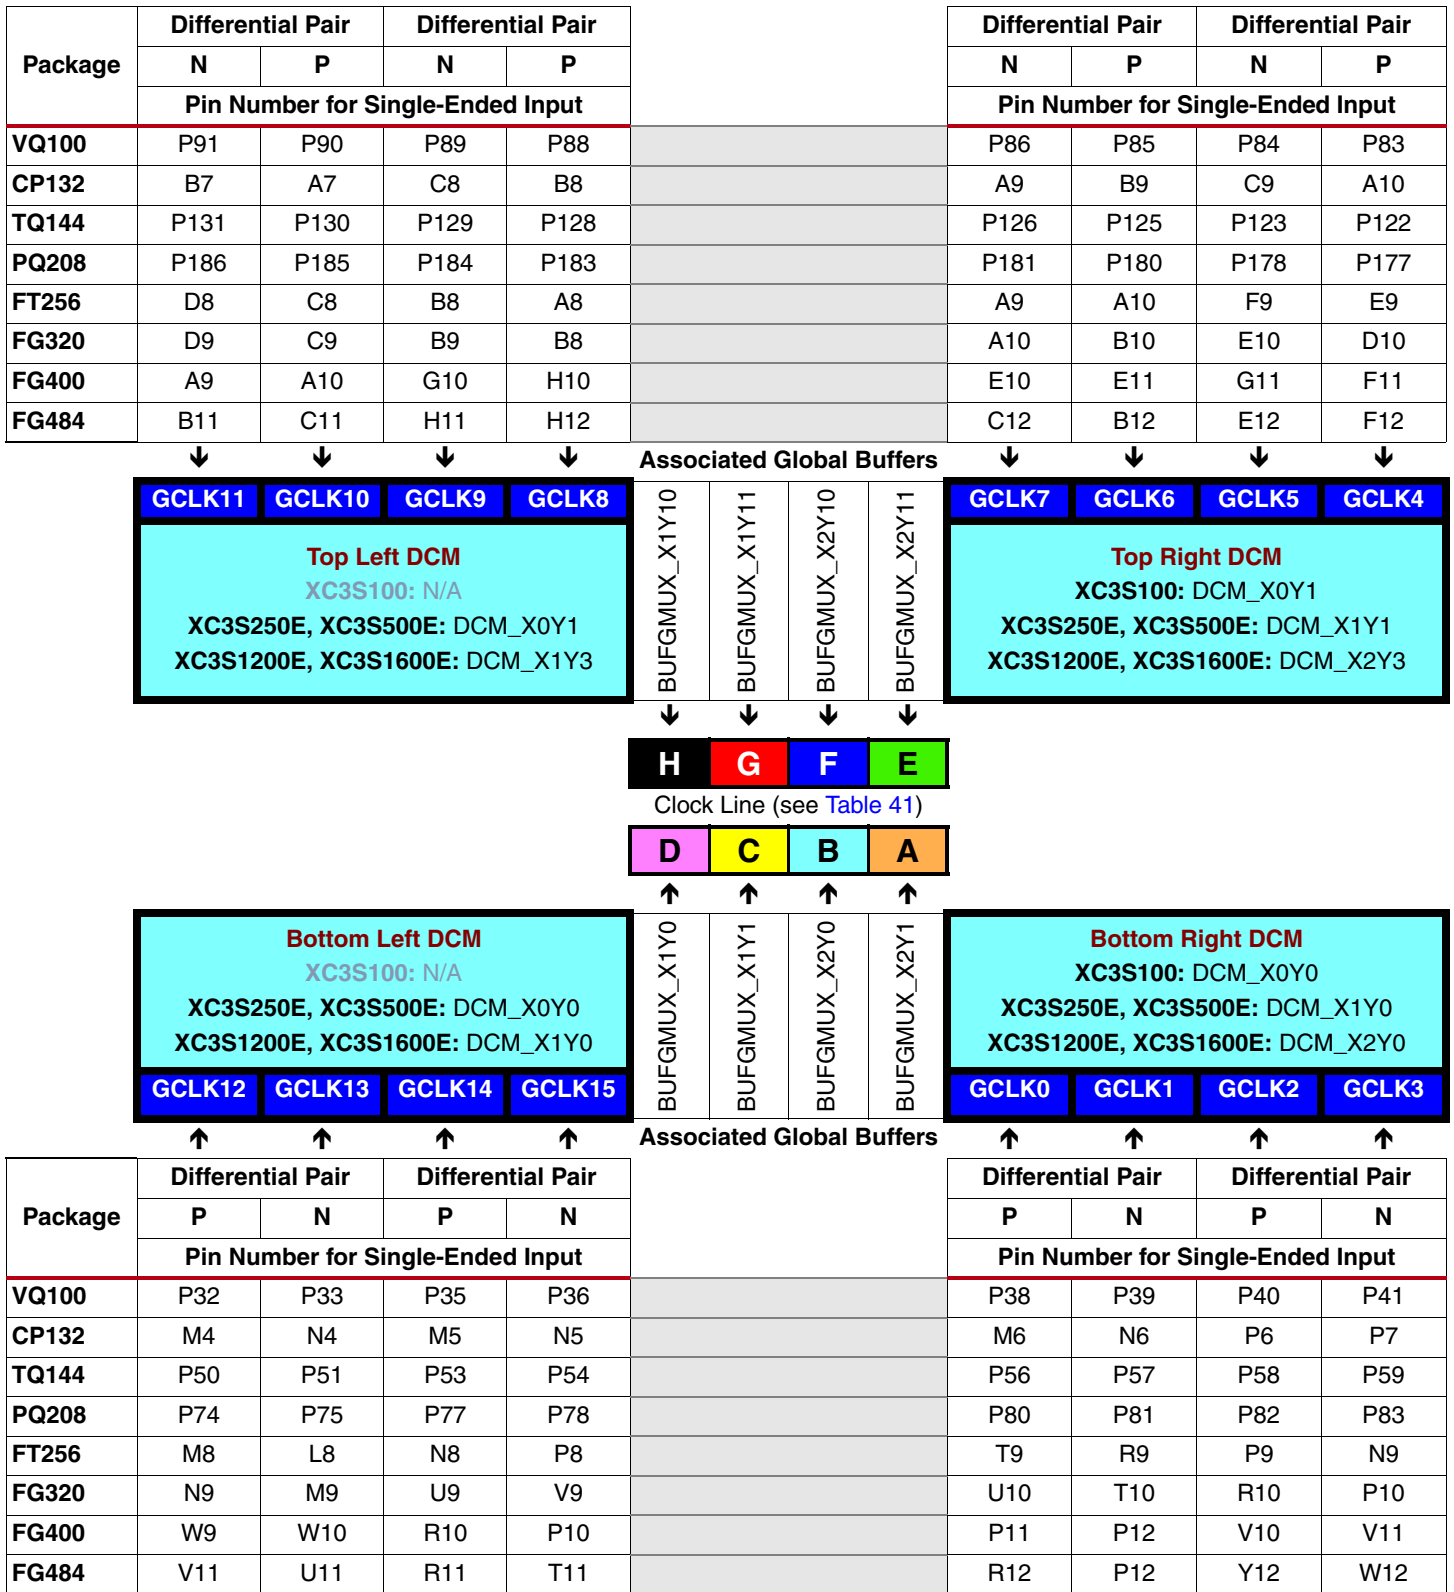 Package Differential Pair Differential Pair Differential Pair Differential Pair
N P N P N P N P
Pin Number for Single-Ended Input Pin Number for Single-Ended Input
VQ100 P91 P90 P89 P88 P86 P85 P84 P83
CP132 B7 A7 C8 B8 A9 B9 C9 A10
TQ144 P131 P130 P129 P128 P126 P125 P123 P122
PQ208 P186 P185 P184 P183 P181 P180 P178 P177
FT256 D8 C8 B8 A8 A9 A10 F9 E9
FG320 D9 C9 B9 B8 A10 B10 E10 D10
FG400 A9 A10 G10 H10 E10 E11 G11 F11
FG484 B11 C11 H11 H12 C12 B12 E12 F12
Associated Global Buffers
GCLK11 GCLK10 GCLK9 GCLK8
Top Left DCM
XC3S100: N/A
XC3S250E, XC3S500E: DCM_X0Y1
XC3S1200E, XC3S1600E: DCM_X1Y3
BUFGMUX_X1Y10
BUFGMUX_X1Y11
BUFGMUX_X2Y10
BUFGMUX_X2Y11
GCLK7 GCLK6 GCLK5 GCLK4
Top Right DCM
XC3S100: DCM_X0Y1
XC3S250E, XC3S500E: DCM_X1Y1
XC3S1200E, XC3S1600E: DCM_X2Y3
H G F E
Clock Line (see Table 41)
D C B A
Bottom Left DCM
XC3S100: N/A
XC3S250E, XC3S500E: DCM_X0Y0
XC3S1200E, XC3S1600E: DCM_X1Y0
GCLK12 GCLK13 GCLK14 GCLK15
BUFGMUX_X1Y0
BUFGMUX_X1Y1
BUFGMUX_X2Y0
BUFGMUX_X2Y1
Bottom Right DCM
XC3S100: DCM_X0Y0
XC3S250E, XC3S500E: DCM_X1Y0
XC3S1200E, XC3S1600E: DCM_X2Y0
GCLK0 GCLK1 GCLK2 GCLK3
Associated Global Buffers
Package Differential Pair Differential Pair Differential Pair Differential Pair
P N P N P N P N
Pin Number for Single-Ended Input Pin Number for Single-Ended Input
VQ100 P32 P33 P35 P36 P38 P39 P40 P41
CP132 M4 N4 M5 N5 M6 N6 P6 P7
TQ144 P50 P51 P53 P54 P56 P57 P58 P59
PQ208 P74 P75 P77 P78 P80 P81 P82 P83
FT256 M8 L8 N8 P8 T9 R9 P9 N9
FG320 N9 M9 U9 V9 U10 T10 R10 P10
FG400 W9 W10 R10 P10 P11 P12 V10 V11
FG484 V11 U11 R11 T11 R12 P12 Y12 W12